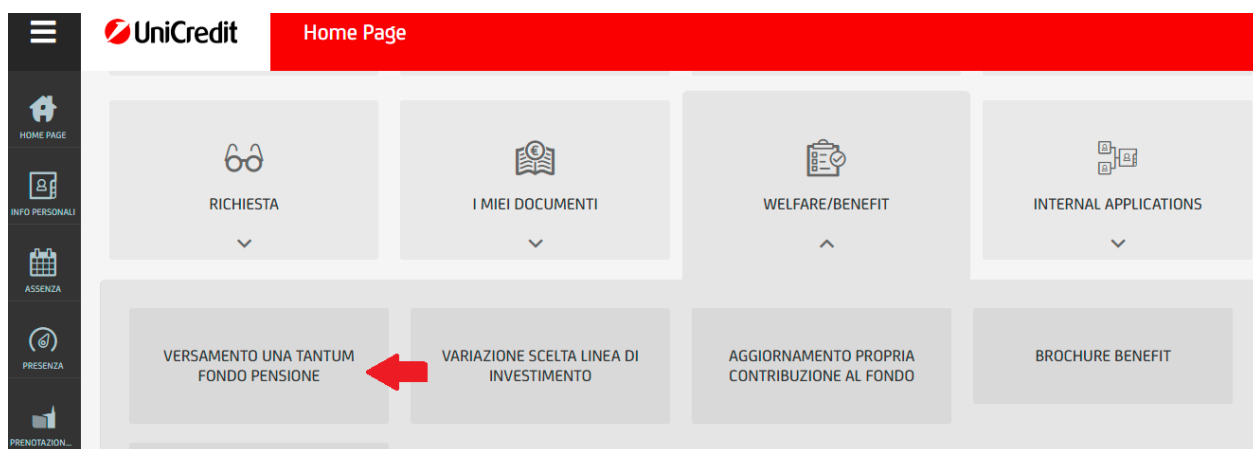 UniCredit
Home Page
HOME PAGE
INFO PERSONALI
ASSENZA
PRESENZA
PRENOTAZION...
RICHIESTA
I MIEI DOCUMENTI
WELFARE/BENEFIT
INTERNAL APPLICATIONS
VERSAMENTO UNA TANTUM
FONDO PENSIONE
VARIAZIONE SCELTA LINEA DI
INVESTIMENTO
AGGIORNAMENTO PROPRIA
CONTRIBUZIONE AL FONDO
BROCHURE BENEFIT